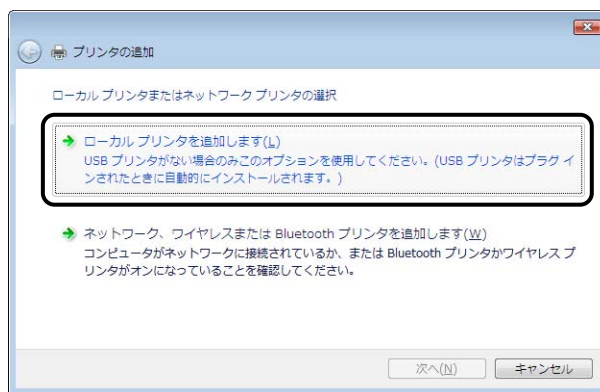 プリンタの追加
ローカル プリンタまたはネットワーク プリンタの選択
ローカル プリンタを追加します(L)
USB プリンタがない場合のみこのオプションを使用してください。(USB プリンタはプラグ イ
ンされたときに自動的にインストールされます。)
ネットワーク、ワイヤレスまたは Bluetooth プリンタを追加します(W)
コンピュータがネットワークに接続されているか、または Bluetooth プリンタかワイヤレス プ
リンタがオンになっていることを確認してください。
次へ(N)
キャンセル